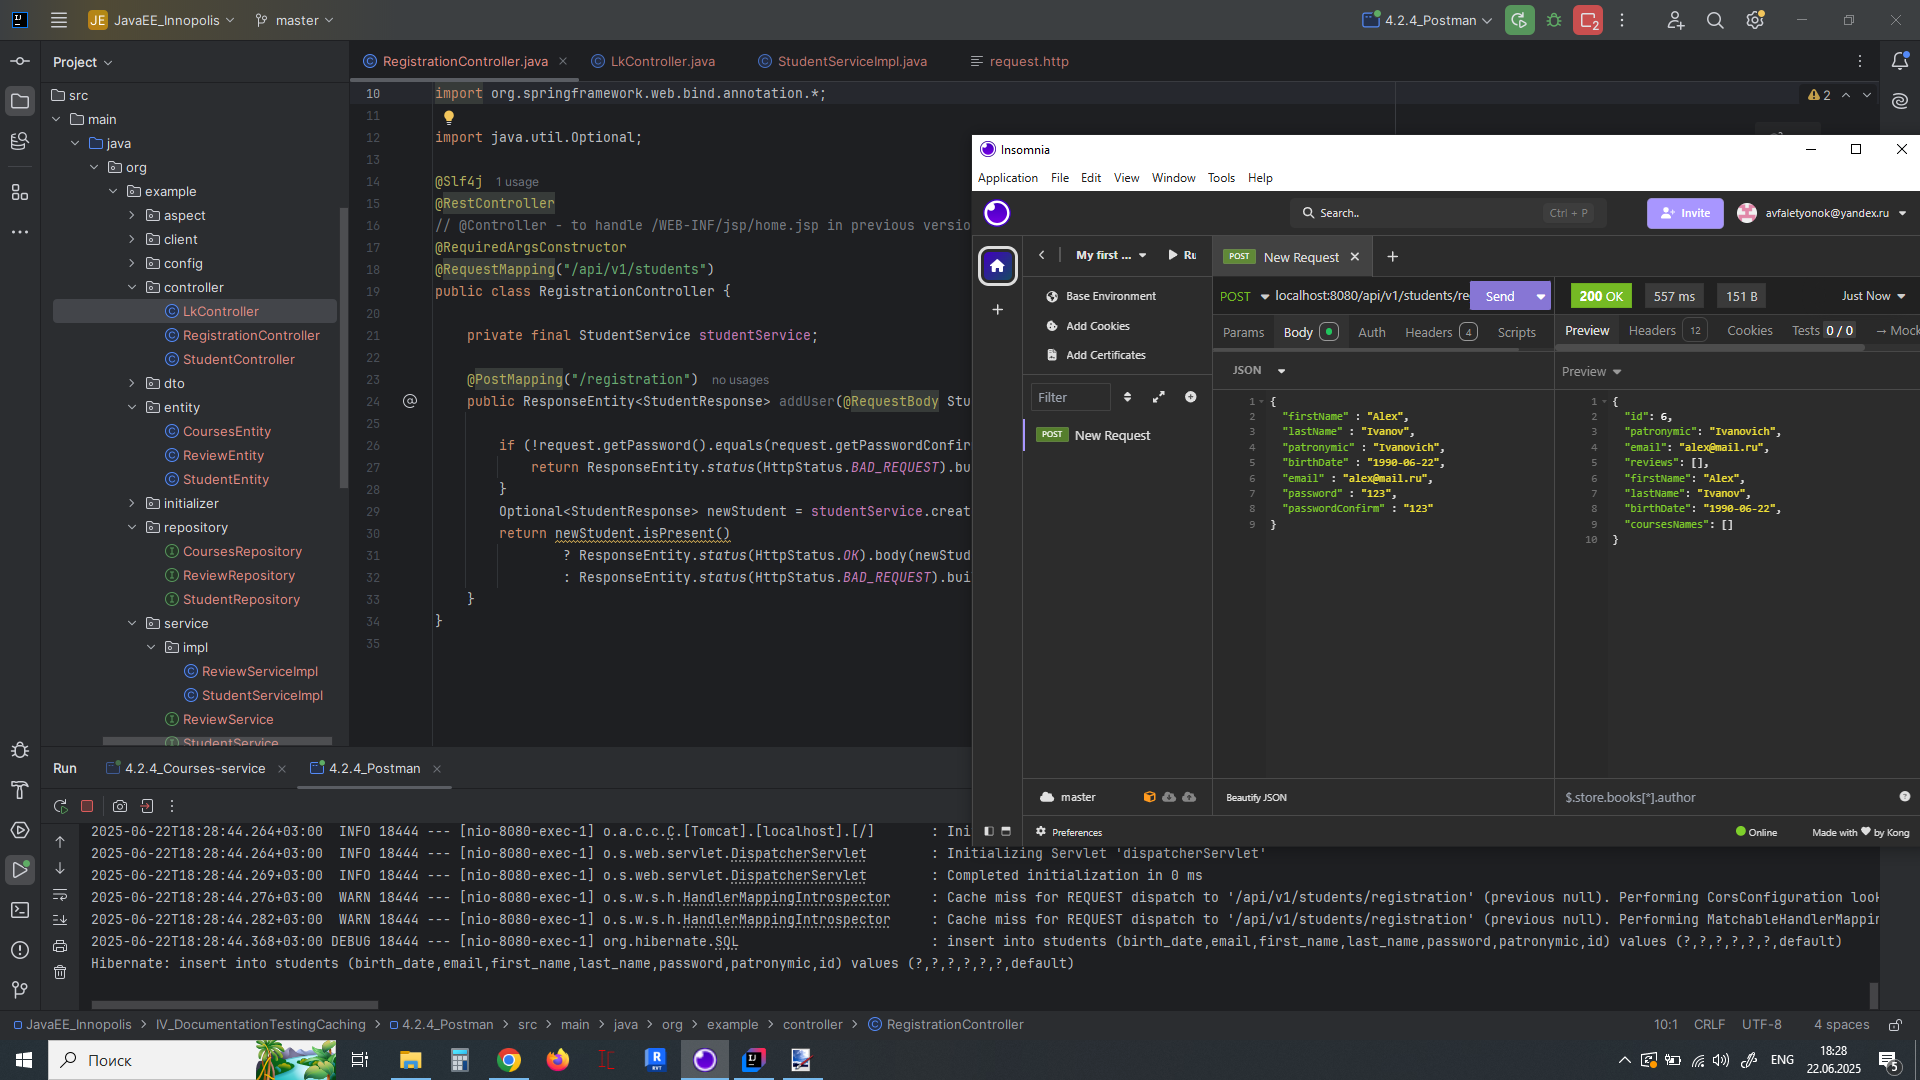 JE JavaEE_Innopolis
master
4.2.4_Postman
2
Project
src
main
java
org
example
aspect
client
config
controller
LkController
RegistrationController
StudentController
dto
entity
CoursesEntity
ReviewEntity
StudentEntity
initializer
repository
CoursesRepository
ReviewRepository
StudentRepository
service
impl
ReviewServiceImpl
StudentServiceImpl
ReviewService
StudentService
RegistrationController.java
LkController.java
StudentServiceImpl.java
request.http
2
10 import org.springframework.web.bind.annotation.*;
11
12 import java.util.Optional;
13
14 @Slf4j 1 usage
15 @RestController
16 // @Controller - to handle /WEB-INF/jsp/home.jsp in previous versio
17 @RequiredArgsConstructor
18 @RequestMapping("/api/v1/students")
19 public class RegistrationController {
20
21 private final StudentService studentService;
22
23 @PostMapping("/registration") no usages
24 public ResponseEntity<StudentResponse> addUser(@RequestBody Stu
25
26 if (!request.getPassword().equals(request.getPasswordConfir
27 return ResponseEntity.status(HttpStatus.BAD_REQUEST).bu
28 }
29 Optional<StudentResponse> newStudent = studentService.creat
30 return newStudent.isPresent()
31 ? ResponseEntity.status(HttpStatus.OK).body(newStud
32 : ResponseEntity.status(HttpStatus.BAD_REQUEST).bui
33 }
34 }
35
Insomnia
Application File Edit View Window Tools Help
Search.. Ctrl + P
Invite
avfaletyonok@yandex.ru
My first ...
Ru
Base Environment
Add Cookies
Add Certificates
Filter
POST New Request
master
Preferences
POST New Request
POST localhost:8080/api/v1/students/re Send
Params Body Auth Headers 4 Scripts
JSON
1 {
2 "firstName" : "Alex",
3 "lastName" : "Ivanov",
4 "patronymic" : "Ivanovich",
5 "birthDate" : "1990-06-22",
6 "email" : "alex@mail.ru",
7 "password" : "123",
8 "passwordConfirm" : "123"
9 }
Beautify JSON
200 OK 557 ms 151 B Just Now
Preview Headers 12 Cookies Tests 0 / 0 → Mock
Preview
1 {
2 "id": 6,
3 "patronymic": "Ivanovich",
4 "email": "alex@mail.ru",
5 "reviews": [],
6 "firstName": "Alex",
7 "lastName": "Ivanov",
8 "birthDate": "1990-06-22",
9 "coursesNames": []
10 }
$.store.books[*].author
Online
Made with by Kong
Run
4.2.4_Courses-service
4.2.4_Postman
2025-06-22T18:28:44.264+03:00 INFO 18444 --- [nio-8080-exec-1] o.a.c.c.C.[Tomcat].[localhost].[/] : Ini
2025-06-22T18:28:44.264+03:00 INFO 18444 --- [nio-8080-exec-1] o.s.web.servlet.DispatcherServlet : Initializing Servlet 'dispatcherServlet'
2025-06-22T18:28:44.269+03:00 INFO 18444 --- [nio-8080-exec-1] o.s.web.servlet.DispatcherServlet : Completed initialization in 0 ms
2025-06-22T18:28:44.276+03:00 WARN 18444 --- [nio-8080-exec-1] o.s.w.s.h.HandlerMappingIntrospector : Cache miss for REQUEST dispatch to '/api/v1/students/registration' (previous null). Performing CorsConfiguration look
2025-06-22T18:28:44.282+03:00 WARN 18444 --- [nio-8080-exec-1] o.s.w.s.h.HandlerMappingIntrospector : Cache miss for REQUEST dispatch to '/api/v1/students/registration' (previous null). Performing MatchableHandlerMappin
2025-06-22T18:28:44.368+03:00 DEBUG 18444 --- [nio-8080-exec-1] org.hibernate.SQL : insert into students (birth_date,email,first_name,last_name,password,patronymic,id) values (?,?,?,?,?,?,default)
Hibernate: insert into students (birth_date,email,first_name,last_name,password,patronymic,id) values (?,?,?,?,?,?,default)
JavaEE_Innopolis > IV_DocumentationTestingCaching > 4.2.4_Postman > src > main > java > org > example > controller > RegistrationController
10:1 CRLF UTF-8 4 spaces
Поиск
ENG
18:28
22.06.2025
5